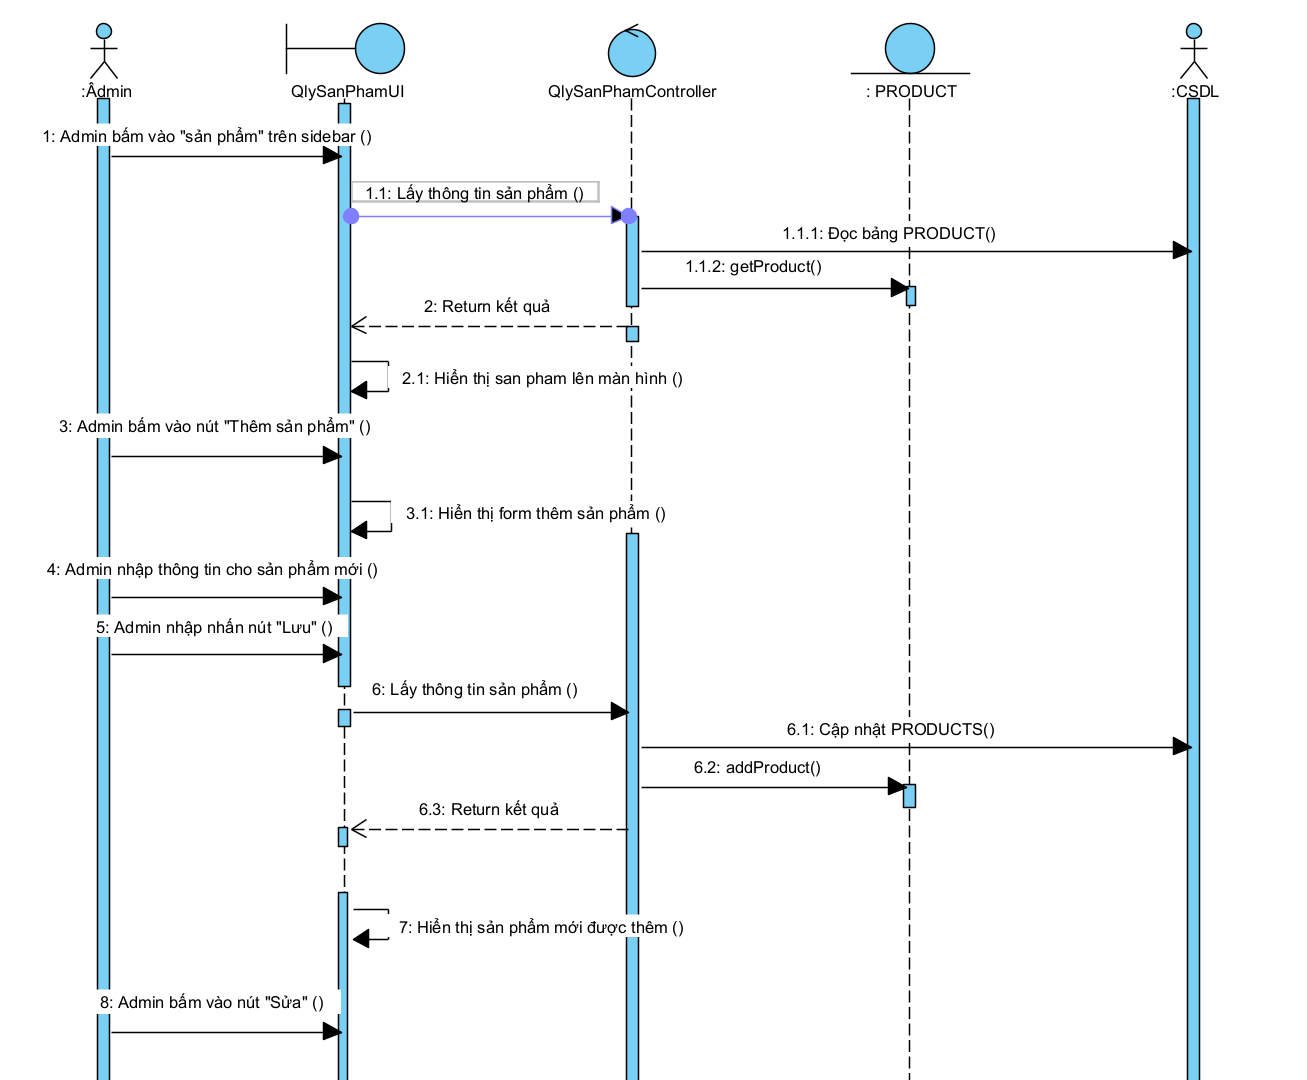 :Âdmin
QlySanPhamUI
QlySanPhamController
: PRODUCT
:CSDL
1: Admin bấm vào "sản phẩm" trên sidebar ()
1.1: Lấy thông tin sản phẩm ()
1.1.1: Đọc bảng PRODUCT()
1.1.2: getProduct()
2: Return kết quả
2.1: Hiển thị san pham lên màn hình ()
3: Admin bấm vào nút "Thêm sản phẩm" ()
3.1: Hiển thị form thêm sản phẩm ()
4: Admin nhập thông tin cho sản phẩm mới ()
5: Admin nhập nhấn nút "Lưu" ()
6: Lấy thông tin sản phẩm ()
6.1: Cập nhật PRODUCTS()
6.2: addProduct()
6.3: Return kết quả
7: Hiển thị sản phẩm mới được thêm ()
8: Admin bấm vào nút "Sửa" ()